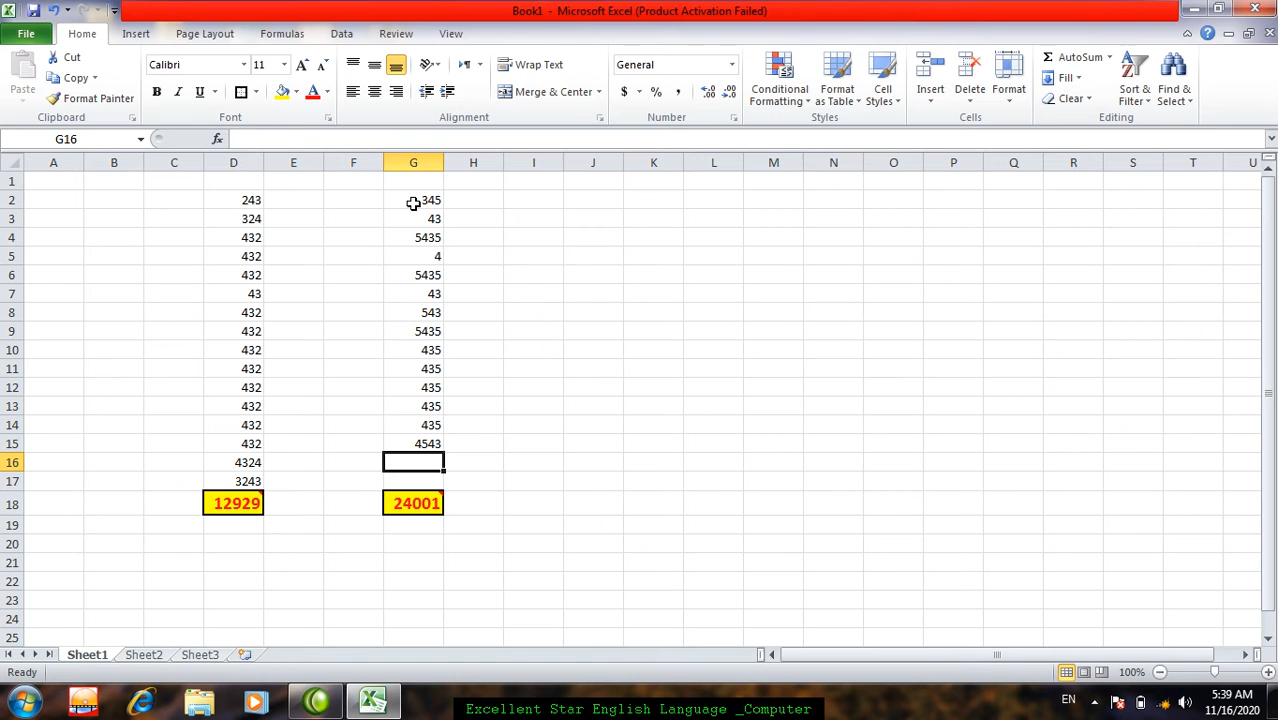 Book1 - Microsoft Excel (Product Activation Failed)
File Home Insert Page Layout Formulas Data Review View
Cut
Copy
Format Painter
Paste
Clipboard
Calibri 11
B I U A
Font
Wrap Text
Merge & Center
Alignment
General
$ % ,
Number
Conditional Formatting
Format as Table
Cell Styles
Styles
Insert Delete Format
Cells
Σ AutoSum
Fill
Clear
Sort & Filter
Find & Select
Editing
G16 fx
A B C D E F G H I J K L M N O P Q R S T U
1
2 243 345
3 324 43
4 432 5435
5 432 4
6 432 5435
7 43 43
8 432 543
9 432 5435
10 432 435
11 432 435
12 432 435
13 432 435
14 432 435
15 432 4543
16 4324
17 3243
18 12929 24001
19
20
21
22
23
24
25
Sheet1 Sheet2 Sheet3
Ready 100%
EN 5:39 AM
11/16/2020
Excellent Star English Language _Computer